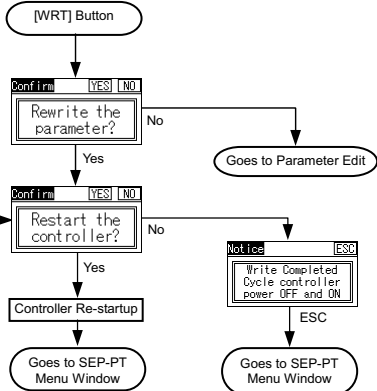 [WRT] Button
Confirm YES NO
Rewrite the
parameter?
No
Yes
Goes to Parameter Edit
Confirm YES NO
Restart the
controller?
No
Yes
Notice ESC
Write Completed
Cycle controller
power OFF and ON
Controller Re-startup
ESC
Goes to SEP-PT
Menu Window
Goes to SEP-PT
Menu Window